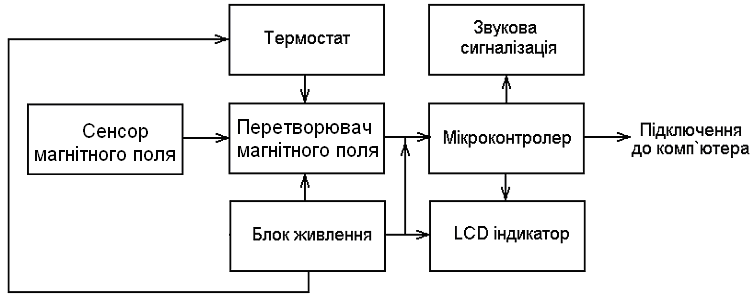 Термостат
Звукова
сигналізація
Сенсор
магнітного поля
Перетворювач
магнітного поля
Мікроконтролер
Підключення
до комп`ютера
Блок живлення
LCD індикатор